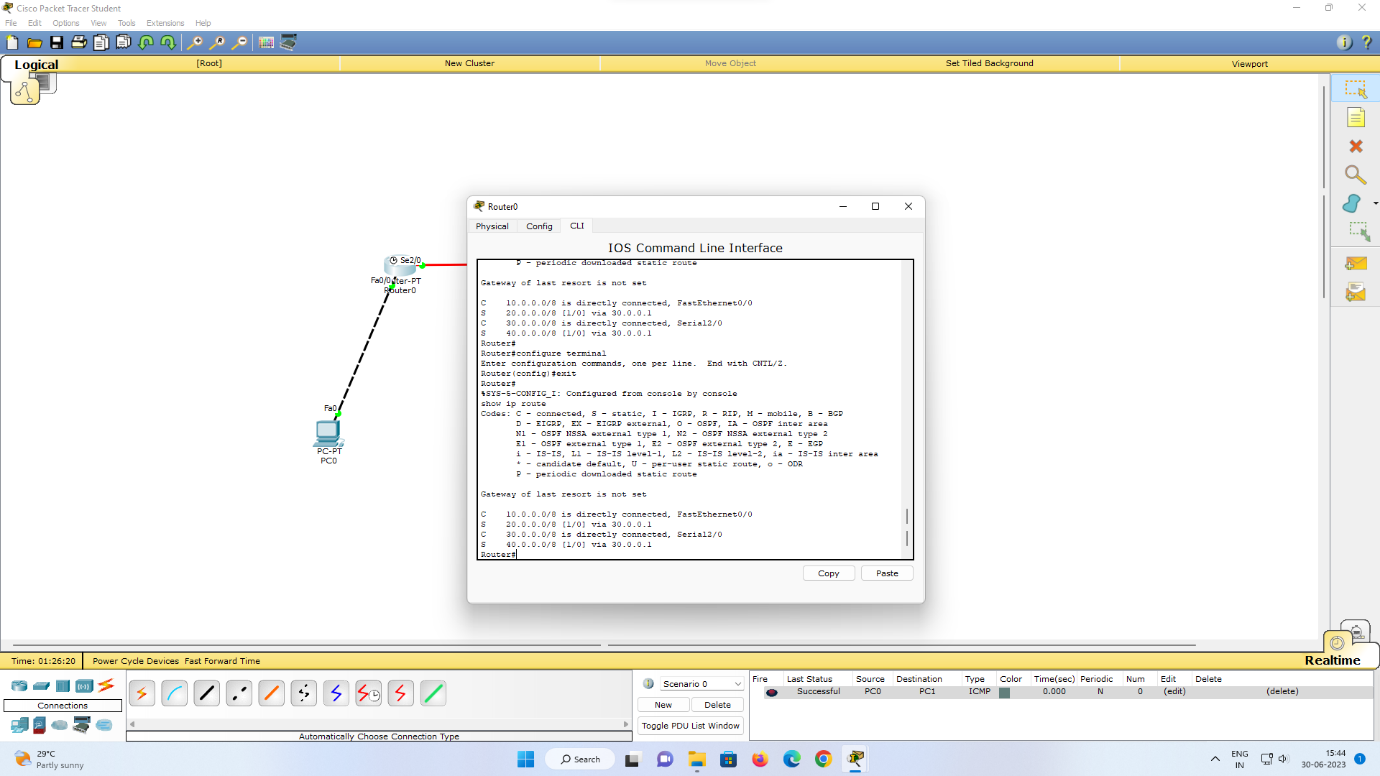 Cisco Packet Tracer Student
File Edit Options View Tools Extensions Help
Logical [Root] New Cluster Move Object Set Tiled Background Viewport
Router0
Physical Config CLI
IOS Command Line Interface
P - periodic downloaded static route
Gateway of last resort is not set
C 10.0.0.0/8 is directly connected, FastEthernet0/0
S 20.0.0.0/8 [1/0] via 30.0.0.1
C 30.0.0.0/8 is directly connected, Serial2/0
S 40.0.0.0/8 [1/0] via 30.0.0.1
Router#
Router#configure terminal
Enter configuration commands, one per line. End with CNTL/Z.
Router(config)#exit
Router#
%SYS-5-CONFIG_I: Configured from console by console
show ip route
Codes: C - connected, S - static, I - IGRP, R - RIP, M - mobile, B - BGP
D - EIGRP, EX - EIGRP external, O - OSPF, IA - OSPF inter area
N1 - OSPF NSSA external type 1, N2 - OSPF NSSA external type 2
E1 - OSPF external type 1, E2 - OSPF external type 2, E - EGP
i - IS-IS, L1 - IS-IS level-1, L2 - IS-IS level-2, ia - IS-IS inter area
* - candidate default, U - per-user static route, o - ODR
P - periodic downloaded static route
Gateway of last resort is not set
C 10.0.0.0/8 is directly connected, FastEthernet0/0
S 20.0.0.0/8 [1/0] via 30.0.0.1
C 30.0.0.0/8 is directly connected, Serial2/0
S 40.0.0.0/8 [1/0] via 30.0.0.1
Router#
Copy Paste
Se2/0
Fa0/0
Router0
Fa0
PC-PT
PC0
Time: 01:26:20 Power Cycle Devices Fast Forward Time
Realtime
Connections
Automatically Choose Connection Type
Scenario 0
New Delete
Toggle PDU List Window
Fire Last Status Source Destination Type Color Time(sec) Periodic Num Edit Delete
Successful PC0 PC1 ICMP 0.000 N 0 (edit) (delete)
29°C
Partly sunny
Search
ENG
IN
15:44
30-06-2023
1